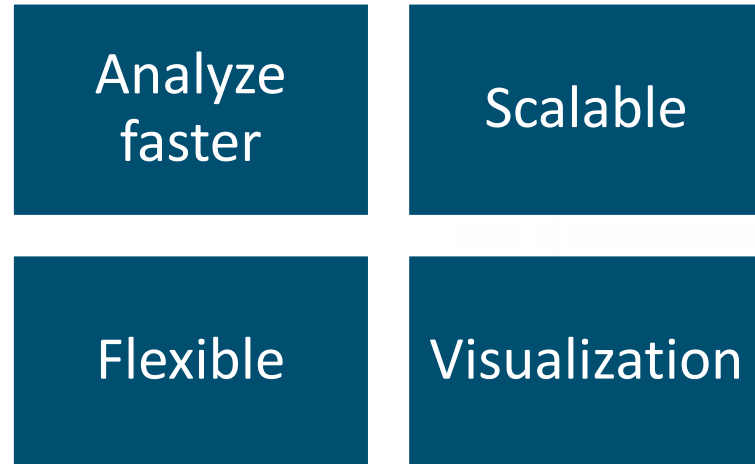 Analyze
faster
Scalable
Flexible
Visualization